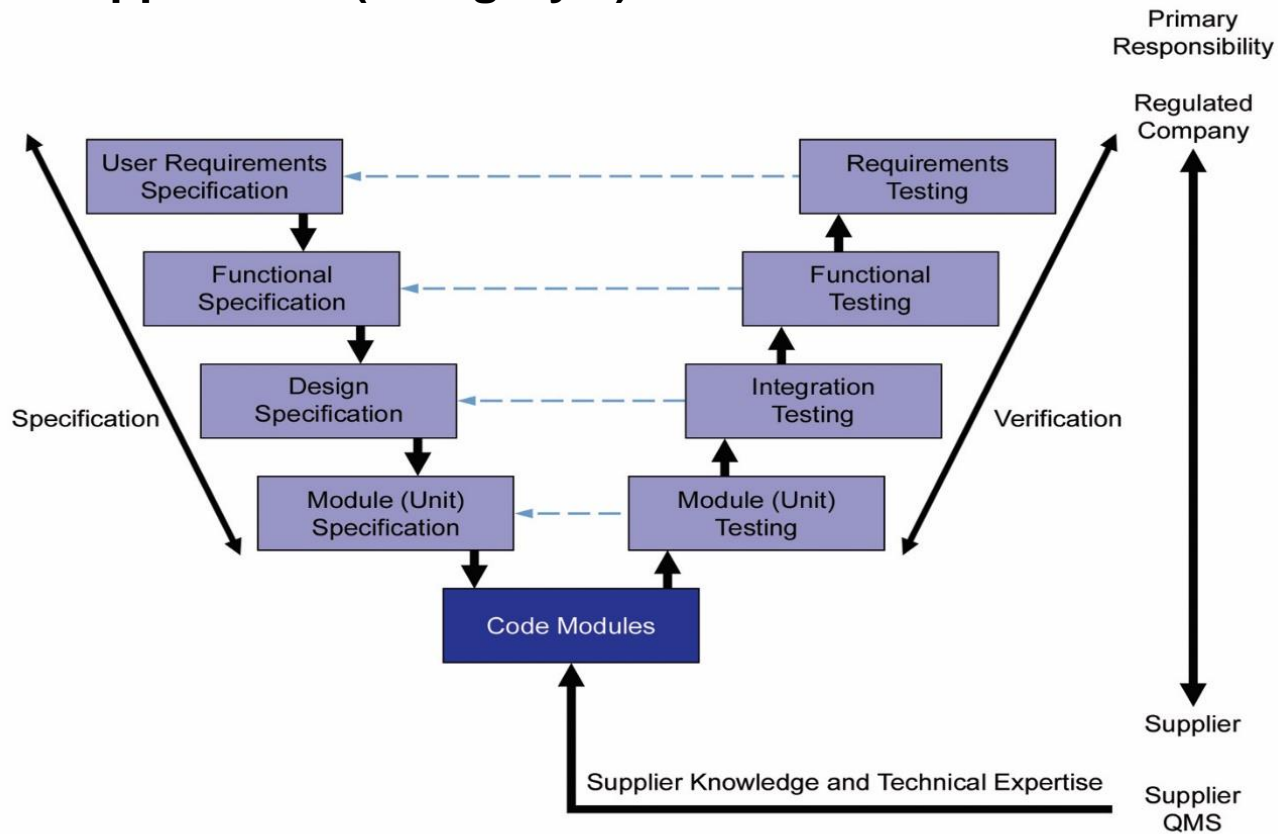 Primary
Responsibility
Regulated
Company
User Requirements
Specification
Requirements
Testing
Functional
Specification
Functional
Testing
Design
Specification
Integration
Testing
Specification
Verification
Module (Unit)
Specification
Module (Unit)
Testing
Code Modules
Supplier
Supplier Knowledge and Technical Expertise
Supplier
QMS